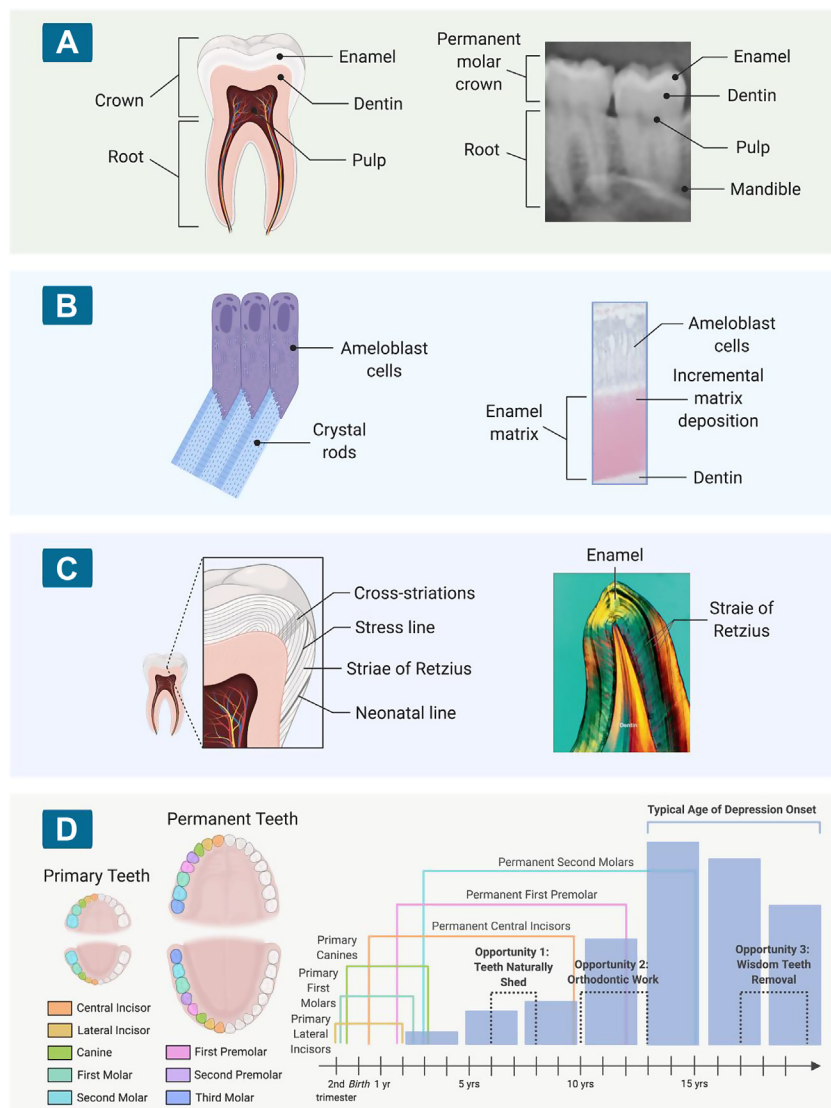 A
Enamel
Dentin
Pulp
Crown
Root
Permanent
molar
crown
Root
Enamel
Dentin
Pulp
Mandible
B
Ameloblast
cells
Crystal
rods
Enamel
matrix
Ameloblast
cells
Incremental
matrix
deposition
Dentin
C
Cross-striations
Stress line
Striae of Retzius
Neonatal line
Enamel
Straie of
Retzius
Dentin
D
Primary Teeth
Permanent Teeth
Central Incisor
Lateral Incisor
Canine
First Molar
Second Molar
First Premolar
Second Premolar
Third Molar
Typical Age of Depression Onset
Permanent Second Molars
Permanent First Premolar
Permanent Central Incisors
Primary
Canines
Primary
First
Molars
Primary
Lateral
Incisors
Opportunity 1:
Teeth Naturally
Shed
Opportunity 2:
Orthodontic Work
Opportunity 3:
Wisdom Teeth
Removal
2nd
trimester
Birth
1 yr
5 yrs
10 yrs
15 yrs